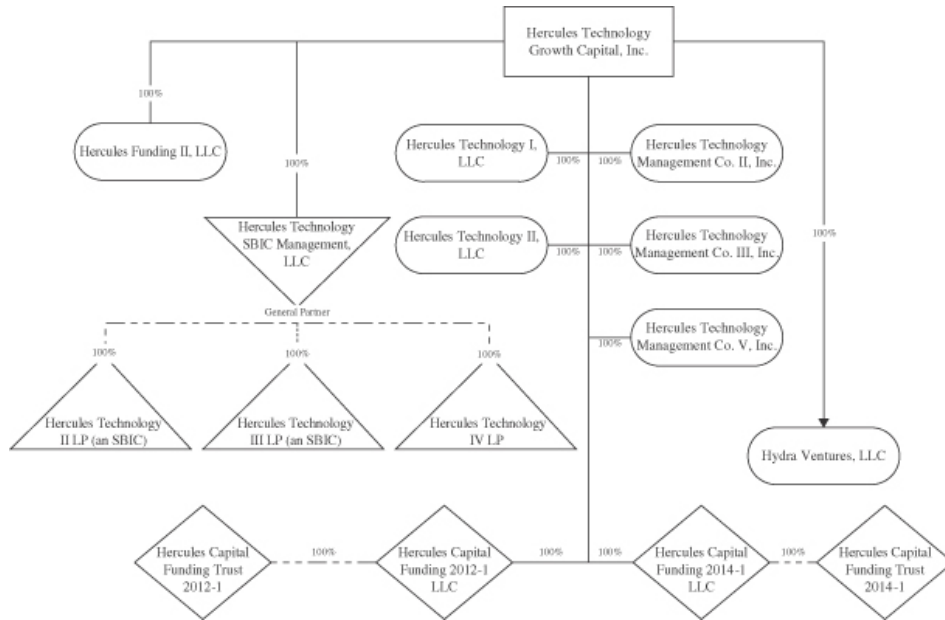 Hercules Technology
Growth Capital, Inc.
100%
Hercules Funding II, LLC
100%
Hercules Technology
SBIC Management,
LLC
General Partner
100%
100%
100%
Hercules Technology
II LP (an SBIC)
Hercules Technology
III LP (an SBIC)
Hercules Technology
IV LP
Hercules Technology I,
LLC
100%
100%
Hercules Technology
Management Co. II, Inc.
Hercules Technology II,
LLC
100%
100%
Hercules Technology
Management Co. III, Inc.
100%
Hercules Technology
Management Co. V, Inc.
100%
Hydra Ventures, LLC
Hercules Capital
Funding Trust
2012-1
100%
Hercules Capital
Funding 2012-1
LLC
100%
100%
Hercules Capital
Funding 2014-1
LLC
100%
Hercules Capital
Funding Trust
2014-1